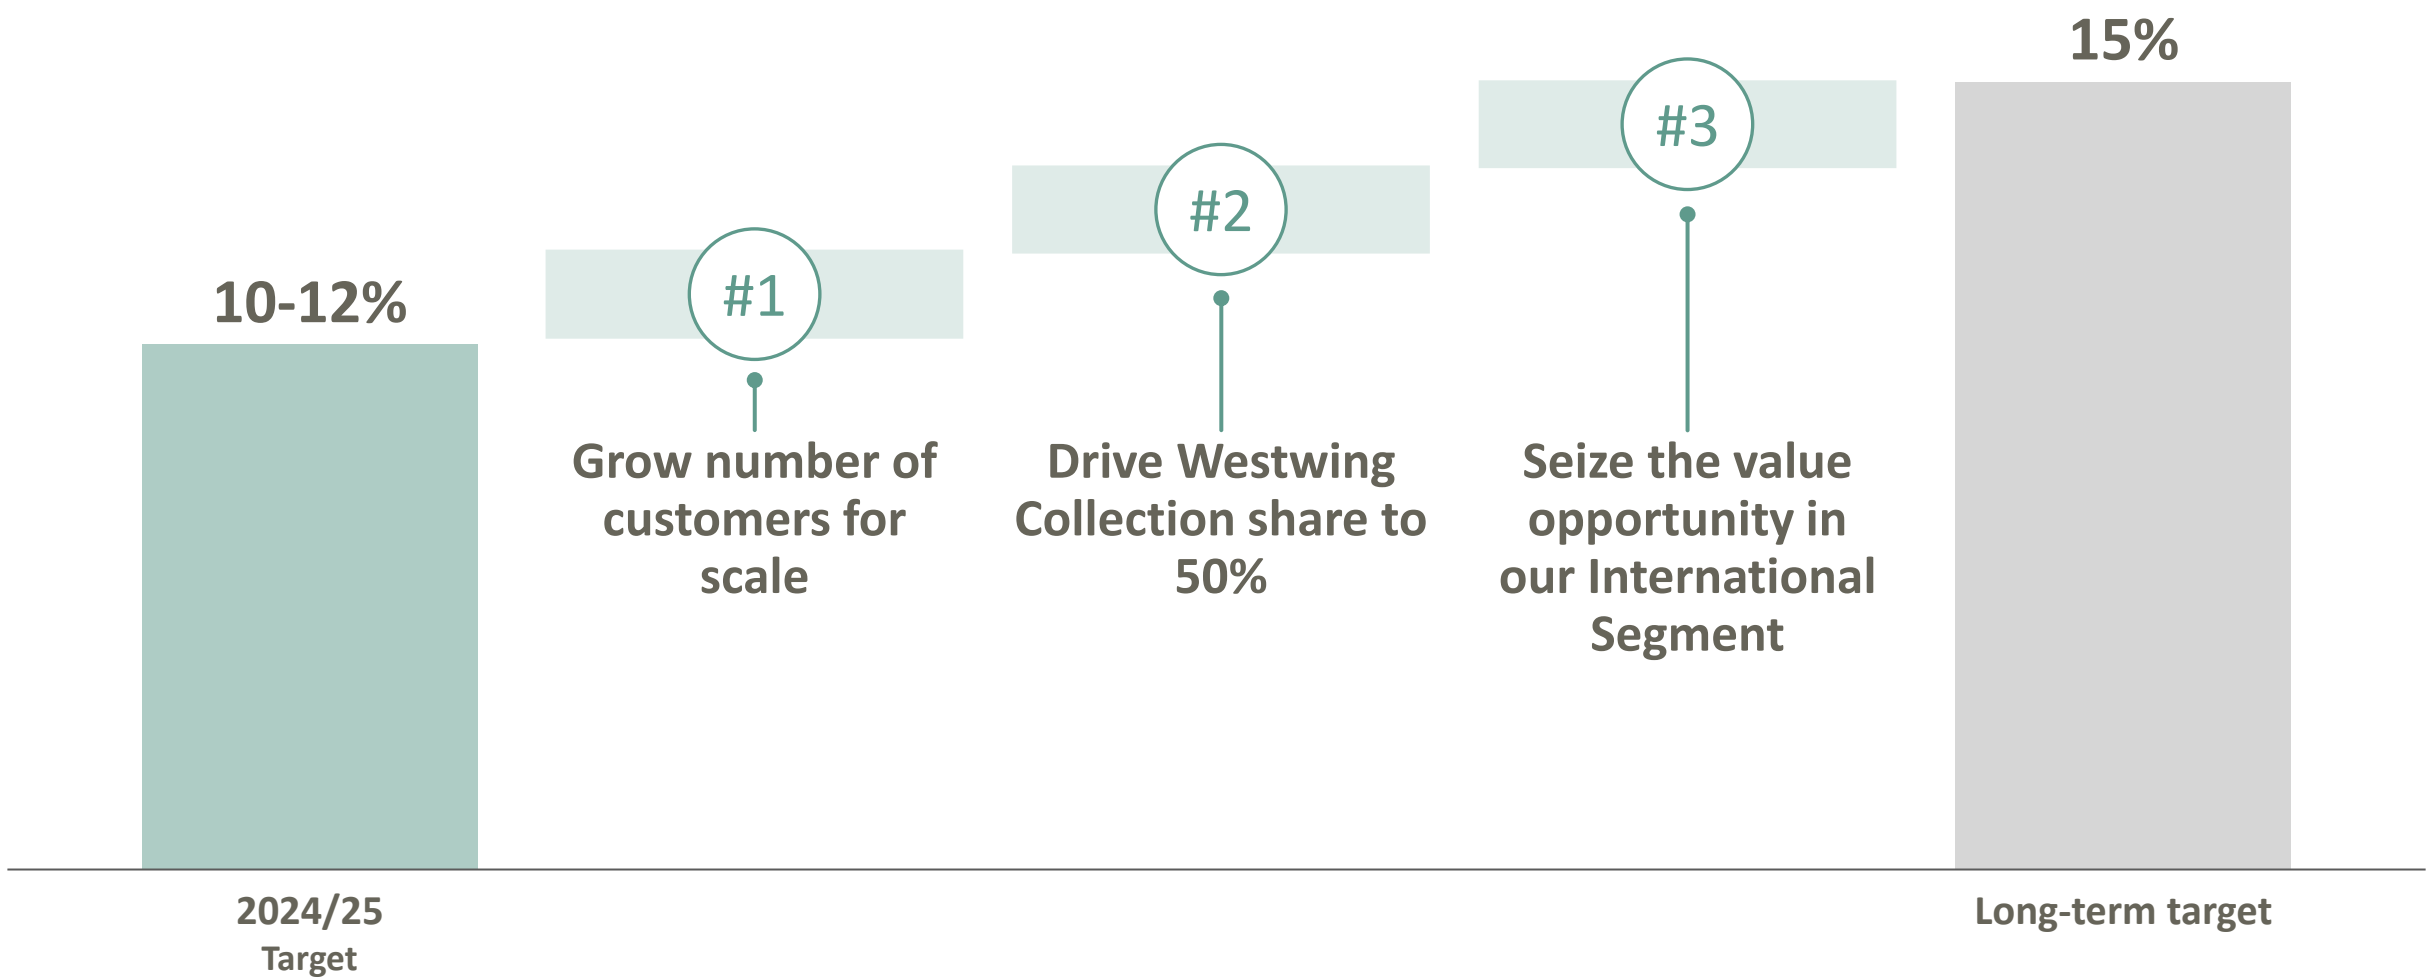 10-12%
#1
#2
#3
15%
Grow number of
customers for
scale
Drive Westwing
Collection share to
50%
Seize the value
opportunity in
our International
Segment
2024/25
Target
Long-term target